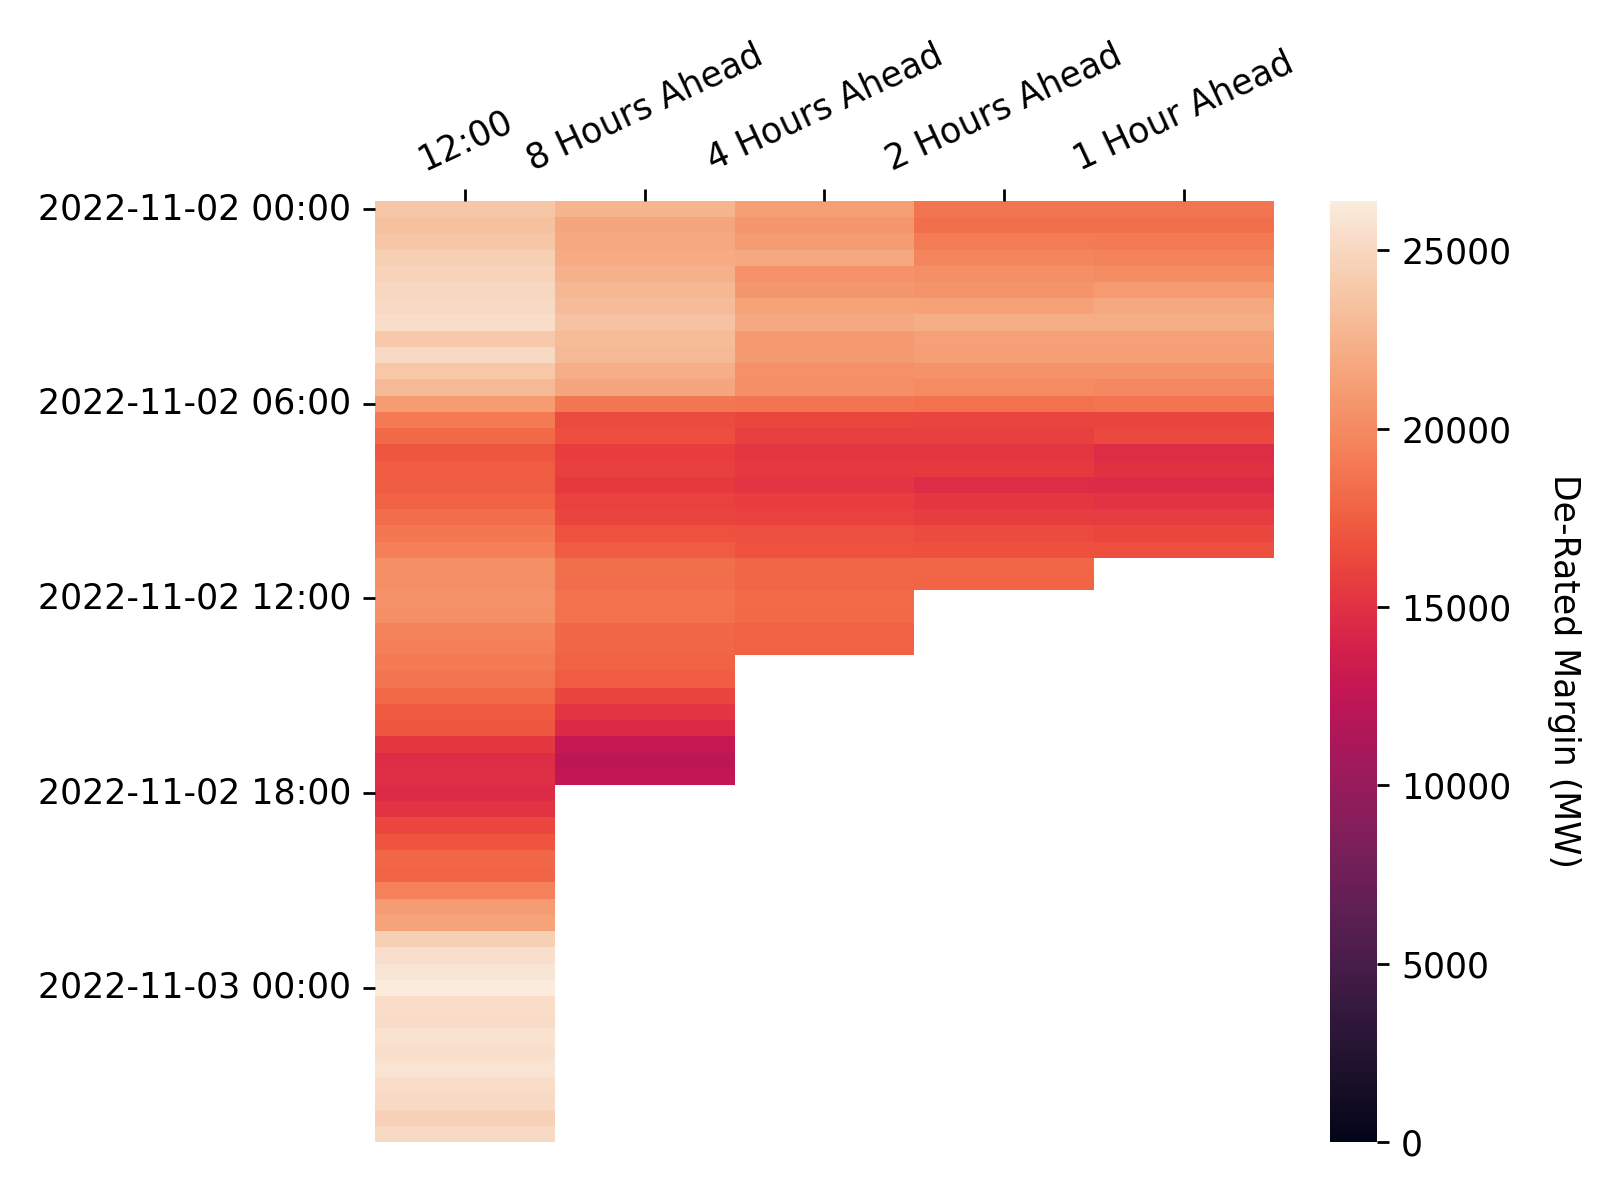 12:00
8 Hours Ahead
4 Hours Ahead
2 Hours Ahead
1 Hour Ahead
2022-11-02 00:00
2022-11-02 06:00
2022-11-02 12:00
2022-11-02 18:00
2022-11-03 00:00
25000
20000
15000
10000
5000
0
De-Rated Margin (MW)